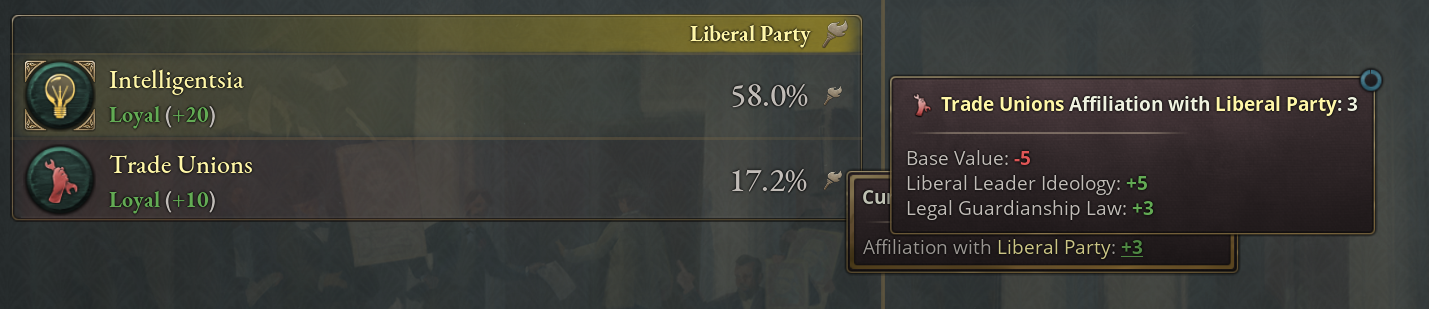 Liberal Party
Intelligentsia
Loyal (+20)
58.0%
Trade Unions
Loyal (+10)
17.2%
Trade Unions Affiliation with Liberal Party: 3
Base Value: -5
Liberal Leader Ideology: +5
Legal Guardianship Law: +3
Affiliation with Liberal Party: +3